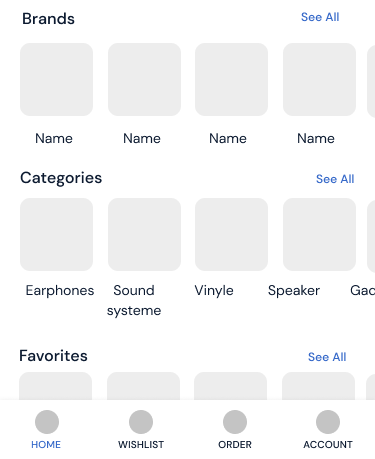 Brands See All
Name Name Name Name
Categories See All
Earphones Sound systeme Vinyle Speaker Gad
Favorites See All
HOME WISHLIST ORDER ACCOUNT